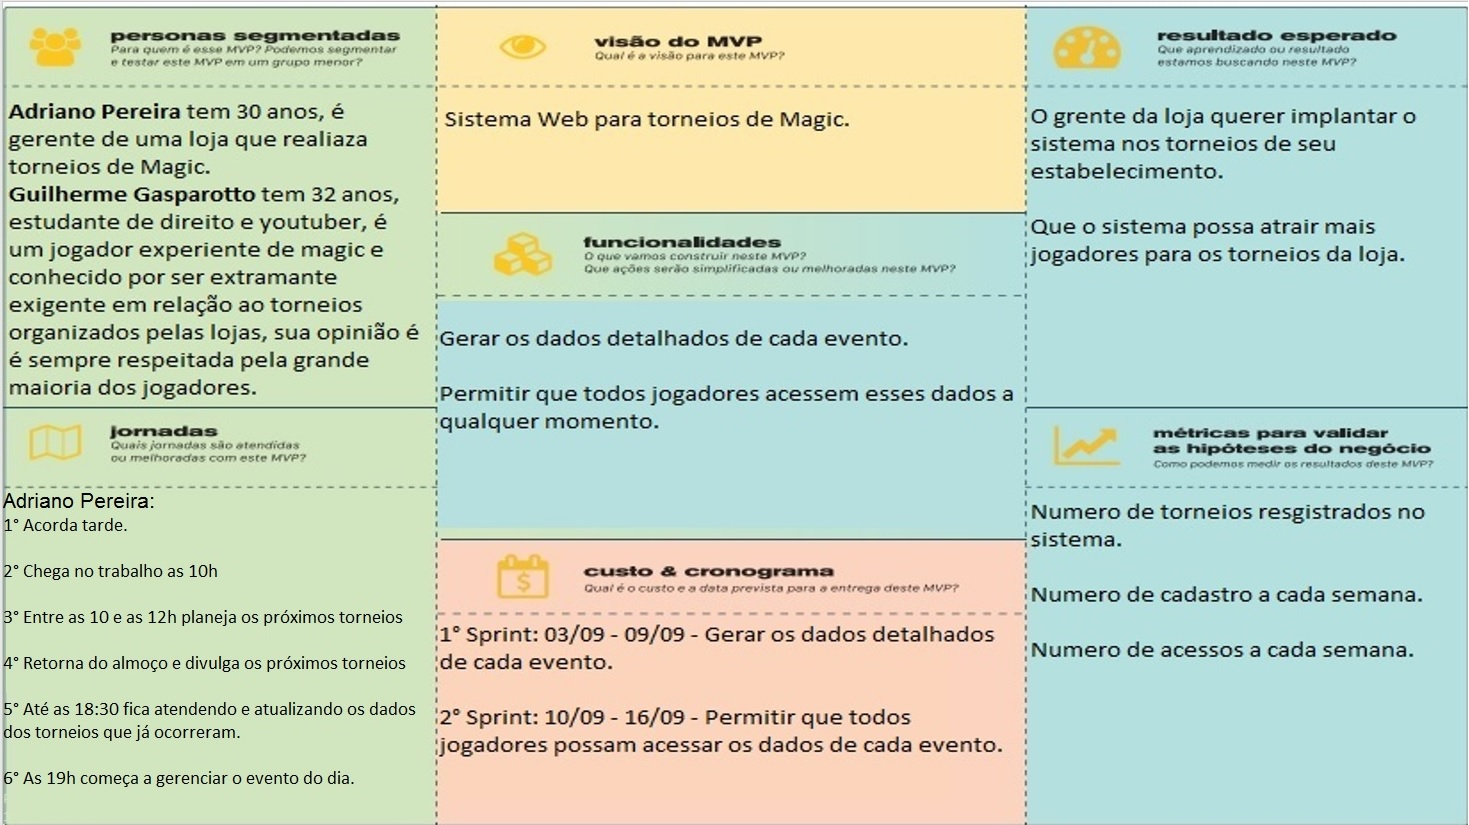 personas segmentadas
Para quem é esse MVP? Podemos segmentar
e testar este MVP em um grupo menor?
Adriano Pereira tem 30 anos, é
gerente de uma loja que realiaza
torneios de Magic.
Guilherme Gasparotto tem 32 anos,
estudante de direito e youtuber, é
um jogador experiente de magic e
conhecido por ser extramante
exigente em relação ao torneios
organizados pelas lojas, sua opinião é
é sempre respeitada pela grande
maioria dos jogadores.
jornadas
Quais jornadas são atendidas
ou melhoradas com este MVP?
Adriano Pereira:
1° Acorda tarde.
2° Chega no trabalho as 10h
3° Entre as 10 e as 12h planeja os próximos torneios
4° Retorna do almoço e divulga os próximos torneios
5° Até as 18:30 fica atendendo e atualizando os dados
dos torneios que já ocorreram.
6° As 19h começa a gerenciar o evento do dia.
visão do MVP
Qual é a visão para este MVP?
Sistema Web para torneios de Magic.
funcionalidades
O que vamos construir neste MVP?
Que ações serão simplificadas ou melhoradas neste MVP?
Gerar os dados detalhados de cada evento.
Permitir que todos jogadores acessem esses dados a
qualquer momento.
custo & cronograma
Qual é o custo e a data prevista para a entrega deste MVP?
1° Sprint: 03/09 - 09/09 - Gerar os dados detalhados
de cada evento.
2° Sprint: 10/09 - 16/09 - Permitir que todos
jogadores possam acessar os dados de cada evento.
resultado esperado
Que aprendizado ou resultado
estamos buscando neste MVP?
O grente da loja querer implantar o
sistema nos torneios de seu
estabelecimento.
Que o sistema possa atrair mais
jogadores para os torneios da loja.
métricas para validar
as hipóteses do negócio
Como podemos medir os resultados deste MVP?
Numero de torneios resgistrados no
sistema.
Numero de cadastro a cada semana.
Numero de acessos a cada semana.